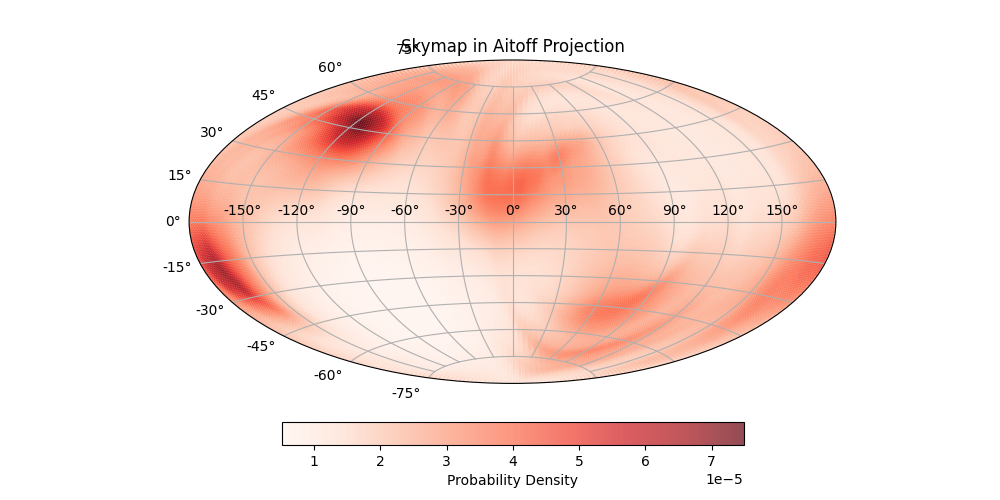 75°
Skymap in Aitoff Projection
60°
45°
30°
15°
-150° -120° -90° -60° -30° 0° 30° 60° 90° 120° 150°
0°
-15°
-30°
-45°
-60°
-75°
1 2 3 4 5 6 7
Probability Density
1e−5